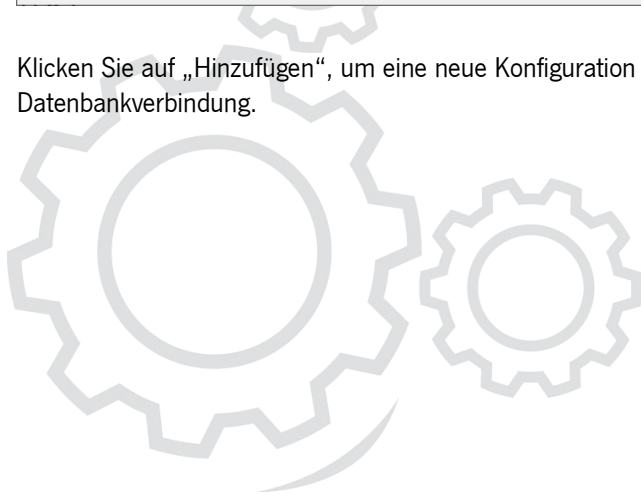 Klicken Sie auf „Hinzufügen“, um eine neue Konfiguration
Datenbankverbindung.